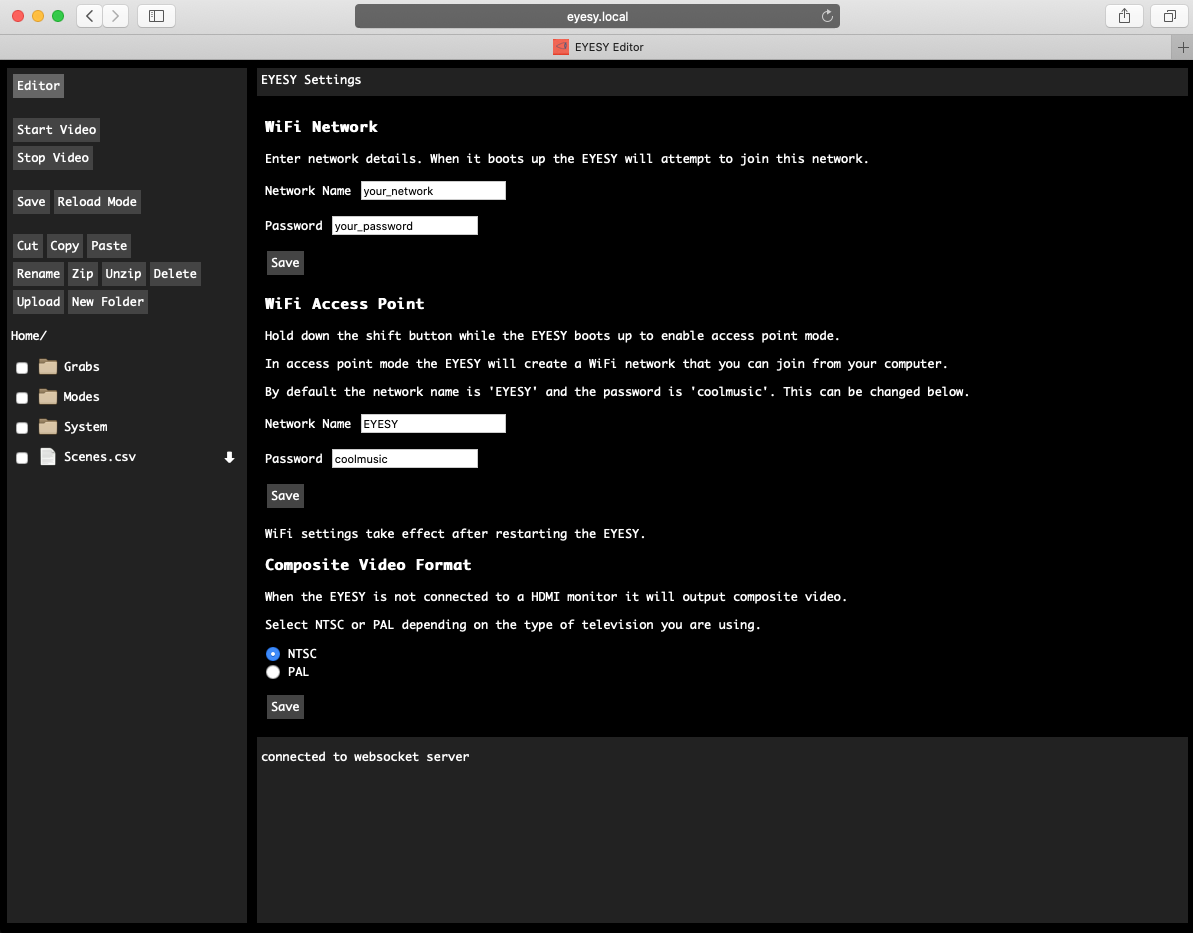 eyesy.local
EYESY Editor
Editor
Start Video
Stop Video
Save Reload Mode
Cut Copy Paste
Rename Zip Unzip Delete
Upload New Folder
Home/
Grabs
Modes
System
Scenes.csv
EYESY Settings
WiFi Network
Enter network details. When it boots up the EYESY will attempt to join this network.
Network Name your_network
Password your_password
Save
WiFi Access Point
Hold down the shift button while the EYESY boots up to enable access point mode.
In access point mode the EYESY will create a WiFi network that you can join from your computer.
By default the network name is 'EYESY' and the password is 'coolmusic'. This can be changed below.
Network Name EYESY
Password coolmusic
Save
WiFi settings take effect after restarting the EYESY.
Composite Video Format
When the EYESY is not connected to a HDMI monitor it will output composite video.
Select NTSC or PAL depending on the type of television you are using.
NTSC
PAL
Save
connected to websocket server